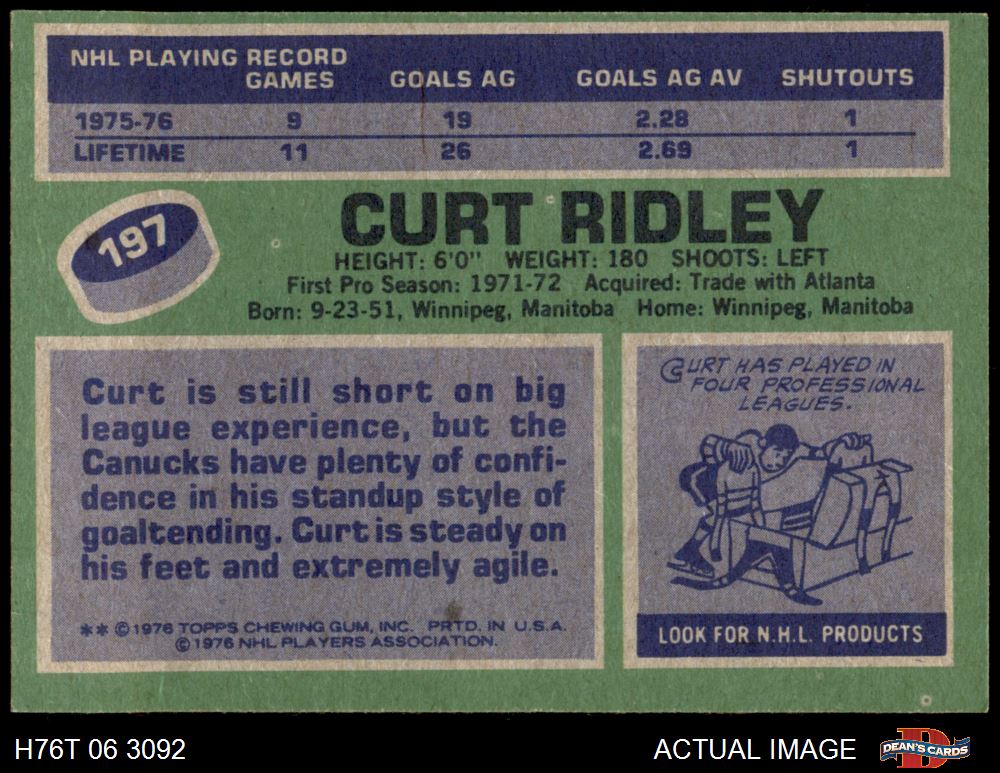 NHL PLAYING RECORD
GAMES GOALS AG GOALS AG AV SHUTOUTS
1975-76 9 19 2.28 1
LIFETIME 11 26 2.69 1
197
CURT RIDLEY
HEIGHT: 6'0" WEIGHT: 180 SHOOTS: LEFT
First Pro Season: 1971-72 Acquired: Trade with Atlanta
Born: 9-23-51, Winnipeg, Manitoba Home: Winnipeg, Manitoba
Curt is still short on big
league experience, but the
Canucks have plenty of confi-
dence in his standup style of
goaltending. Curt is steady on
his feet and extremely agile.
** ©1976 TOPPS CHEWING GUM, INC. PRTD. IN U.S.A.
©1976 NHL PLAYERS ASSOCIATION.
CURT HAS PLAYED IN
FOUR PROFESSIONAL
LEAGUES.
LOOK FOR N.H.L. PRODUCTS
H76T 06 3092
ACTUAL IMAGE
DEAN'S CARDS